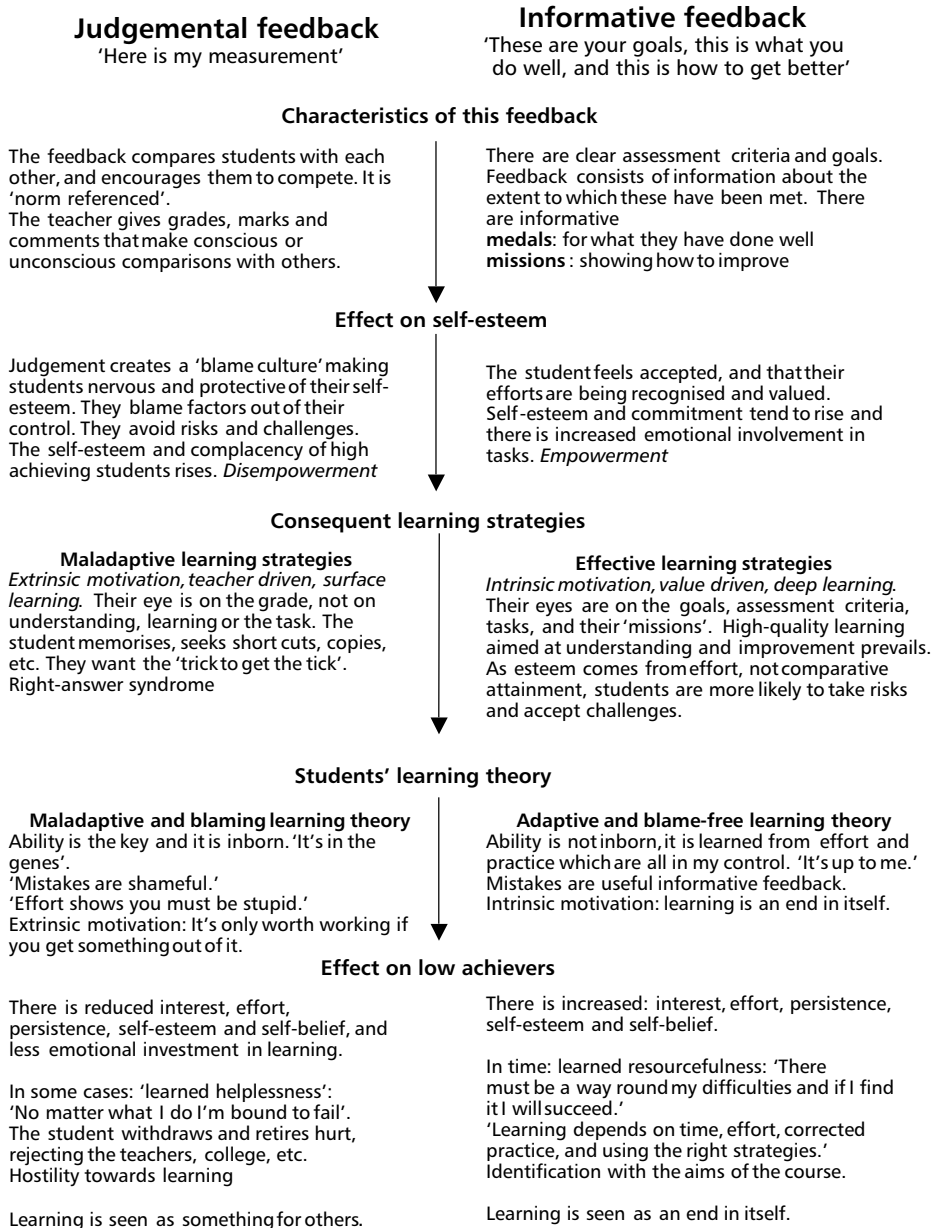 Judgemental feedback
‘Here is my measurement’
Informative feedback
‘These are your goals, this is what you
do well, and this is how to get better’
Characteristics of this feedback
The feedback compares students with each
other, and encourages them to compete. It is
‘norm referenced’.
The teacher gives grades, marks and
comments that make conscious or
unconscious comparisons with others.
There are clear assessment criteria and goals.
Feedback consists of information about the
extent to which these have been met. There
are informative
medals: for what they have done well
missions : showing how to improve
Effect on self-esteem
Judgement creates a ‘blame culture’ making
students nervous and protective of their self-
esteem. They blame factors out of their
control. They avoid risks and challenges.
The self-esteem and complacency of high
achieving students rises. Disempowerment
The student feels accepted, and that their
efforts are being recognised and valued.
Self-esteem and commitment tend to rise and
there is increased emotional involvement in
tasks. Empowerment
Consequent learning strategies
Maladaptive learning strategies
Extrinsic motivation, teacher driven, surface
learning. Their eye is on the grade, not on
understanding, learning or the task. The
student memorises, seeks short cuts, copies,
etc. They want the ‘trick to get the tick’.
Right-answer syndrome
Effective learning strategies
Intrinsic motivation, value driven, deep learning.
Their eyes are on the goals, assessment criteria,
tasks, and their ‘missions’. High-quality learning
aimed at understanding and improvement prevails.
As esteem comes from effort, not comparative
attainment, students are more likely to take risks
and accept challenges.
Students’ learning theory
Maladaptive and blaming learning theory
Ability is the key and it is inborn. ‘It’s in the
genes’.
‘Mistakes are shameful.’
‘Effort shows you must be stupid.’
Extrinsic motivation: It’s only worth working if
you get something out of it.
Adaptive and blame-free learning theory
Ability is not inborn, it is learned from effort and
practice which are all in my control. ‘It’s up to me.’
Mistakes are useful informative feedback.
Intrinsic motivation: learning is an end in itself.
Effect on low achievers
There is reduced interest, effort,
persistence, self-esteem and self-belief, and
less emotional investment in learning.
In some cases: ‘learned helplessness’:
‘No matter what I do I’m bound to fail’.
The student withdraws and retires hurt,
rejecting the teachers, college, etc.
Hostility towards learning
Learning is seen as something for others.
There is increased: interest, effort, persistence,
self-esteem and self-belief.
In time: learned resourcefulness: ‘There
must be a way round my difficulties and if I find
it I will succeed.’
‘Learning depends on time, effort, corrected
practice, and using the right strategies.’
Identification with the aims of the course.
Learning is seen as an end in itself.